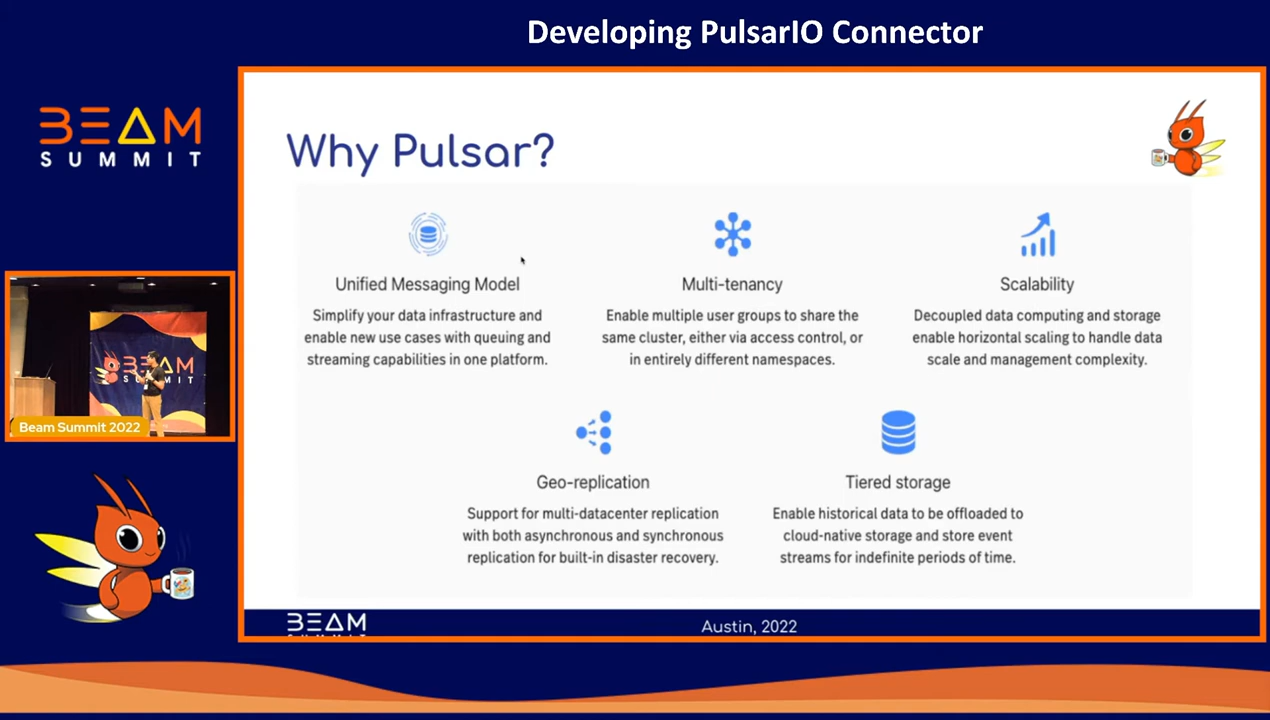 Developing PulsarIO Connector
BEAM
SUMMIT
Why Pulsar?
Unified Messaging Model
Simplify your data infrastructure and
enable new use cases with queuing and
streaming capabilities in one platform.
Multi-tenancy
Enable multiple user groups to share the
same cluster, either via access control, or
in entirely different namespaces.
Scalability
Decoupled data computing and storage
enable horizontal scaling to handle data
scale and management complexity.
Geo-replication
Support for multi-datacenter replication
with both asynchronous and synchronous
replication for built-in disaster recovery.
Tiered storage
Enable historical data to be offloaded to
cloud-native storage and store event
streams for indefinite periods of time.
BEAM
Beam Summit 2022
BEAM
Austin, 2022